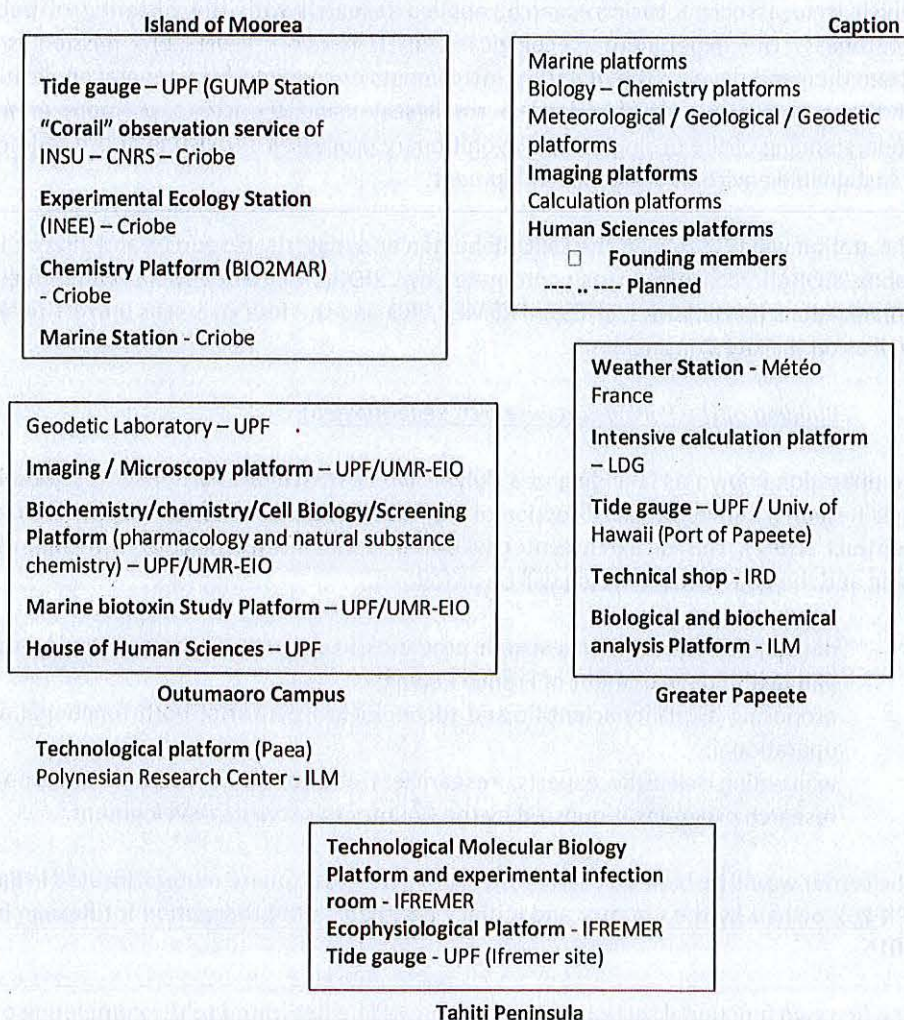 Island of Moorea
Tide gauge – UPF (GUMP Station
"Corail" observation service of
INSU – CNRS - Criobe
Experimental Ecology Station
(INEE) – Criobe
Chemistry Platform (BIO2MAR)
- Criobe
Marine Station - Criobe
Caption
Marine platforms
Biology – Chemistry platforms
Meteorological / Geological / Geodetic
platforms
Imaging platforms
Calculation platforms
Human Sciences platforms
□ Founding members
.......... - Planned
Geodetic Laboratory – UPF
Imaging / Microscopy platform – UPF/UMR-EIO
Biochemistry/chemistry/Cell Biology/Screening
Platform (pharmacology and natural substance
chemistry) – UPF/UMR-EIO
Marine biotoxin Study Platform – UPF/UMR-EIO
House of Human Sciences – UPF
Outumaoro Campus
Weather Station - Météo
France
Intensive calculation platform
– LDG
Tide gauge – UPF / Univ. of
Hawaii (Port of Papeete)
Technical shop - IRD
Biological and biochemical
analysis Platform - ILM
Greater Papeete
Technological platform (Paea)
Polynesian Research Center - ILM
Technological Molecular Biology
Platform and experimental infection
room - IFREMER
Ecophysiological Platform - IFREMER
Tide gauge - UPF (Ifremer site)
Tahiti Peninsula